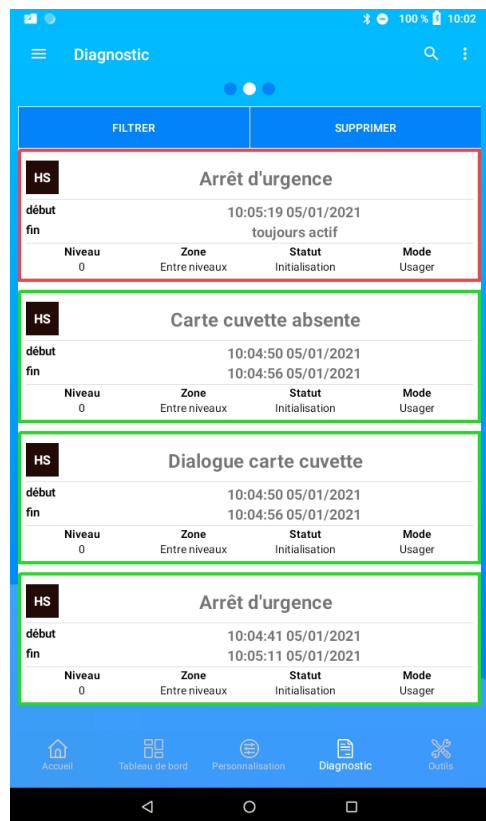 100 % 10:02
Diagnostic
FILTRER SUPPRIMER
HS Arrêt d'urgence
début 10:05:19 05/01/2021
fin toujours actif
Niveau Zone Statut Mode
0 Entre niveaux Initialisation Usager
HS Carte cuvette absente
début 10:04:50 05/01/2021
fin 10:04:56 05/01/2021
Niveau Zone Statut Mode
0 Entre niveaux Initialisation Usager
HS Dialogue carte cuvette
début 10:04:50 05/01/2021
fin 10:04:56 05/01/2021
Niveau Zone Statut Mode
0 Entre niveaux Initialisation Usager
HS Arrêt d'urgence
début 10:04:41 05/01/2021
fin 10:05:11 05/01/2021
Niveau Zone Statut Mode
0 Entre niveaux Initialisation Usager
Accueil Tableau de bord Personnalisation Diagnostic Outils